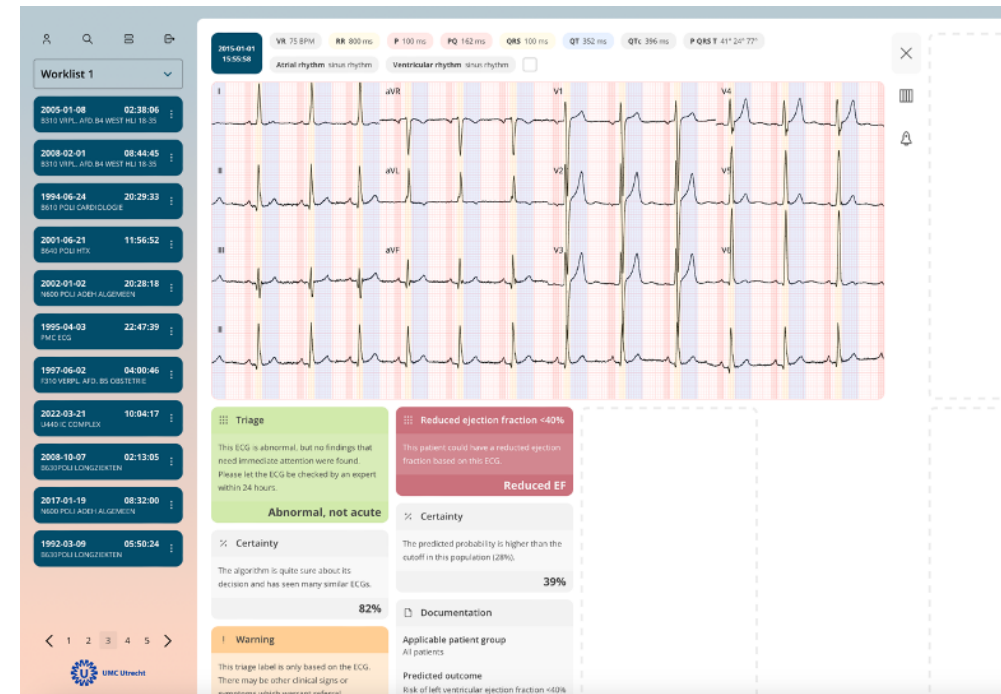 Worklist 1
2005-01-08 02:38:06
B310 VRPL. AFD.B4 WEST HLI 18-35
2008-02-01 08:44:45
B310 VRPL. AFD.B4 WEST HLI 18-35
1994-06-24 20:29:33
B610 POLI CARDIOLOGIE
2001-06-21 11:56:52
B640 POLI HTX
2002-01-02 20:28:18
N600 POLI ADEH ALGEMEEN
1995-04-03 22:47:39
PMC ECG
1997-06-02 04:00:46
F310 VERPL. AFD. B5 OBSTETRIE
2022-03-21 10:04:17
U440 IC COMPLEX
2008-10-07 02:13:05
B630POLI LONGZIEKTEN
2017-01-19 08:32:00
N600 POLI ADEH ALGEMEEN
1992-03-09 05:50:24
B630POLI LONGZIEKTEN
1 2 3 4 5
UMC Utrecht
2015-01-01
15:55:58
VR 75 BPM RR 800 ms P 100 ms PQ 162 ms QRS 100 ms QT 352 ms QTc 396 ms P QRS T 41° 24° 77°
Atrial rhythm sinus rhythm Ventricular rhythm sinus rhythm
I aVR V1 V4
II aVL V2 V5
III aVF V3 V6
II
Triage
This ECG is abnormal, but no findings that
need immediate attention were found.
Please let the ECG be checked by an expert
within 24 hours.
Abnormal, not acute
% Certainty
The algorithm is quite sure about its
decision and has seen many similar ECGs.
82%
! Warning
This triage label is only based on the ECG.
There may be other clinical signs or
symptoms which warrant referral
Reduced ejection fraction <40%
This patient could have a reducted ejection
fraction based on this ECG.
Reduced EF
% Certainty
The predicted probability is higher than the
cutoff in this population (28%).
39%
Documentation
Applicable patient group
All patients
Predicted outcome
Risk of left ventricular ejection fraction <40%